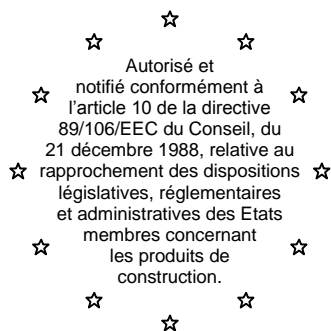 Autorisé et
notifié conformément à
l'article 10 de la directive
89/106/EEC du Conseil, du
21 décembre 1988, relative au
rapprochement des dispositions
législatives, réglementaires
et administratives des Etats
membres concernant
les produits de
construction.